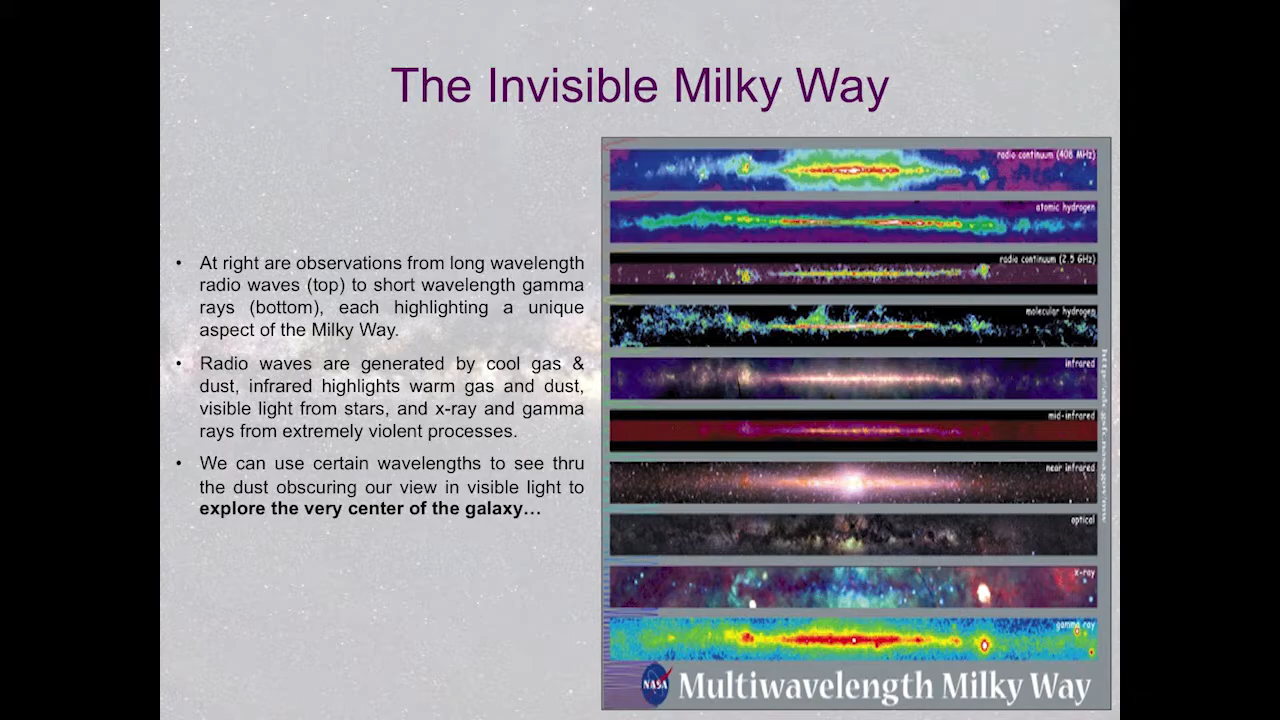 The Invisible Milky Way
• At right are observations from long wavelength
radio waves (top) to short wavelength gamma
rays (bottom), each highlighting a unique
aspect of the Milky Way.
• Radio waves are generated by cool gas &
dust, infrared highlights warm gas and dust,
visible light from stars, and x-ray and gamma
rays from extremely violent processes.
• We can use certain wavelengths to see thru
the dust obscuring our view in visible light to
explore the very center of the galaxy…
radio continuum (408 MHz)
atomic hydrogen
radio continuum (2.5 GHz)
molecular hydrogen
infrared
mid-infrared
near infrared
optical
x-ray
gamma ray
NASA
Multiwavelength Milky Way